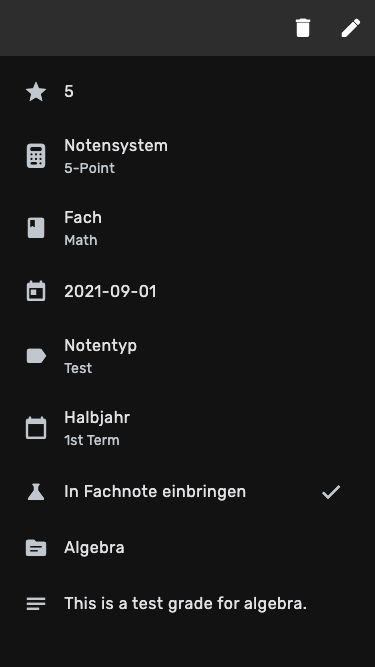 5
Notensystem
5-Point
Fach
Math
2021-09-01
Notentyp
Test
Halbjahr
1st Term
In Fachnote einbringen
Algebra
This is a test grade for algebra.